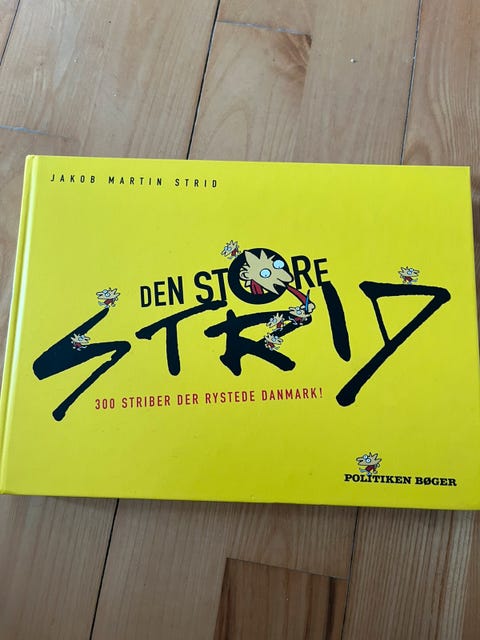 JAKOB MARTIN STRID
DEN STORE
STRID
300 STRIBER DER RYSTEDE DANMARK!
POLITIKEN BØGER